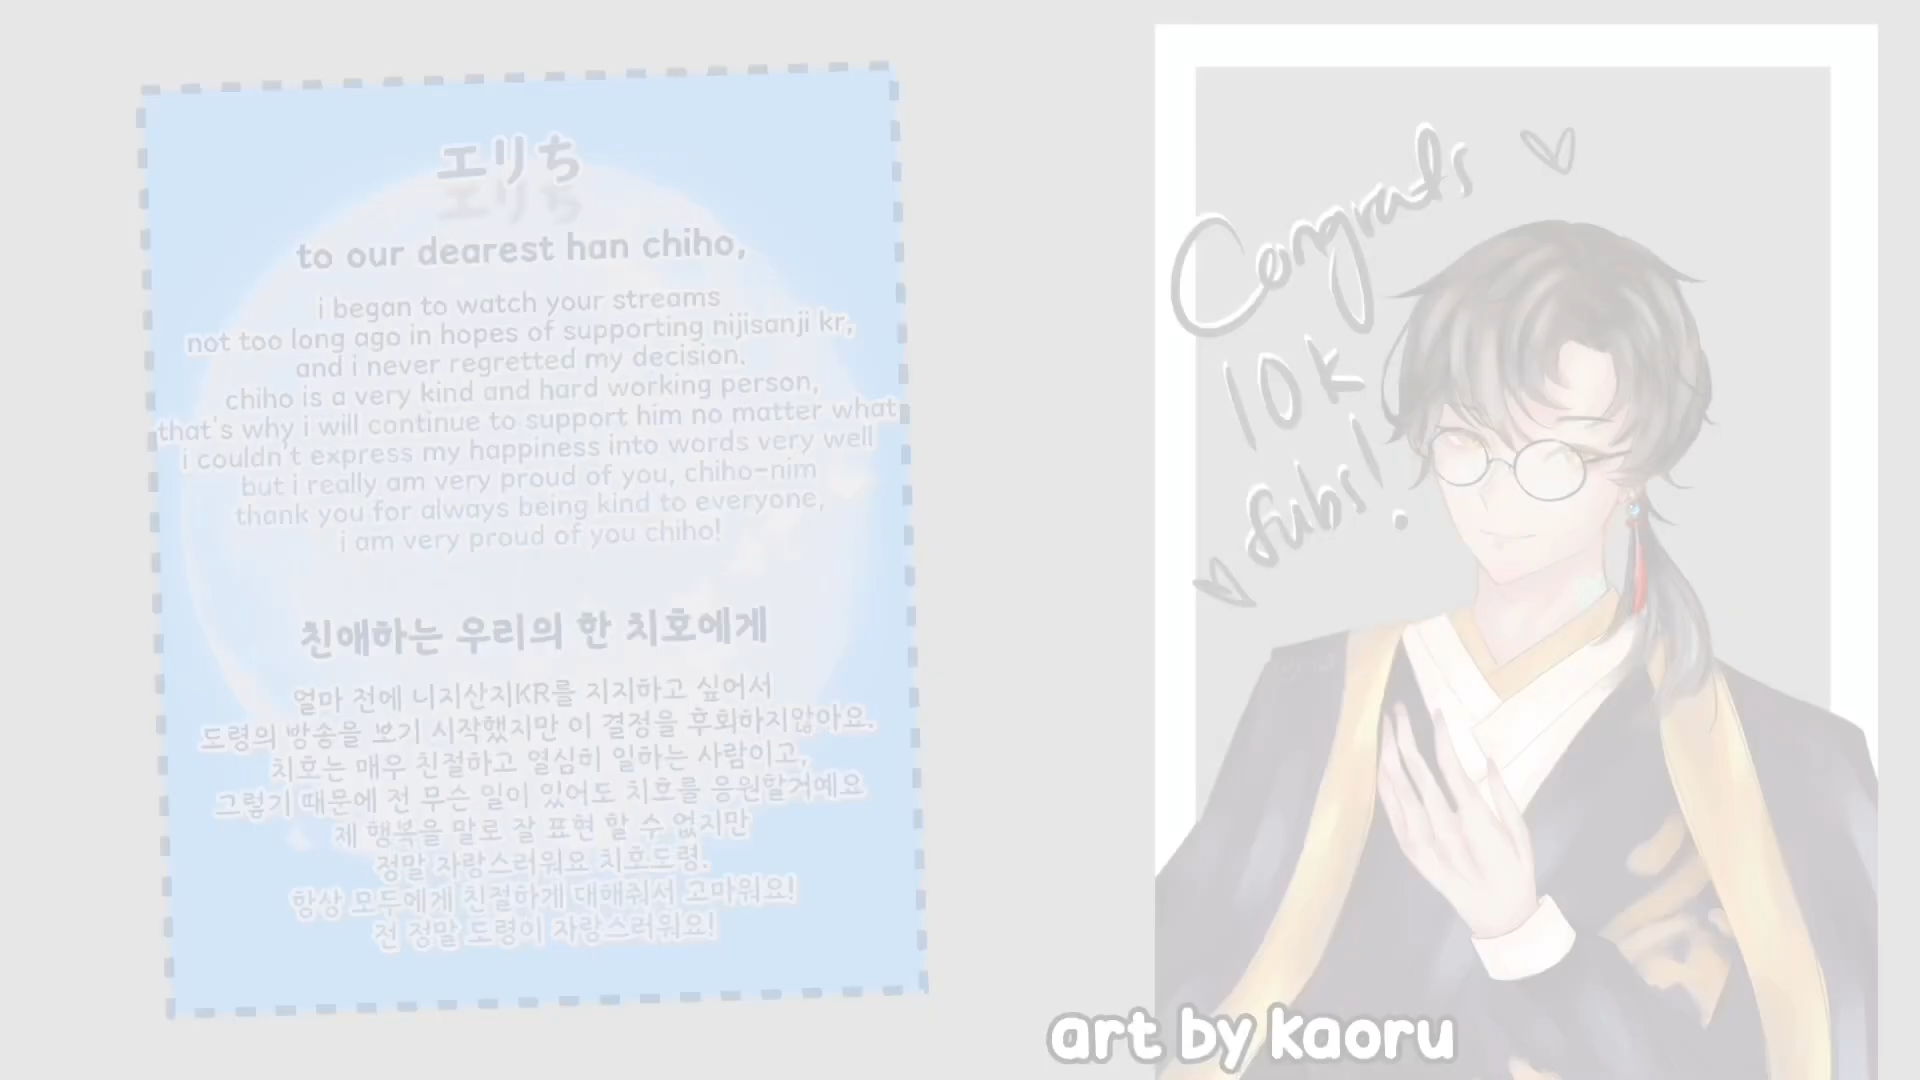 エリち
to our dearest han chiho,
i began to watch your streams
not too long ago in hopes of supporting nijisanji kr,
and i never regretted my decision.
chiho is a very kind and hard working person,
that's why i will continue to support him no matter what
i couldn't express my happiness into words very well
but i really am very proud of you, chiho-nim
thank you for always being kind to everyone,
i am very proud of you chiho!
친애하는 우리의 한 치호에게
얼마 전에 니지산지KR를 지지하고 싶어서
도령의 방송을 보기 시작했지만 이 결정을 후회하지않아요.
치호는 매우 친절하고 열심히 일하는 사람이고,
그렇기 때문에 전 무슨 일이 있어도 치호를 응원할거예요
제 행복을 말로 잘 표현 할 수 없지만
정말 자랑스러워요 치호도령.
항상 모두에게 친절하게 대해줘서 고마워요!
전 정말 도령이 자랑스러워요!
Congrats
10k
subs!
art by kaoru